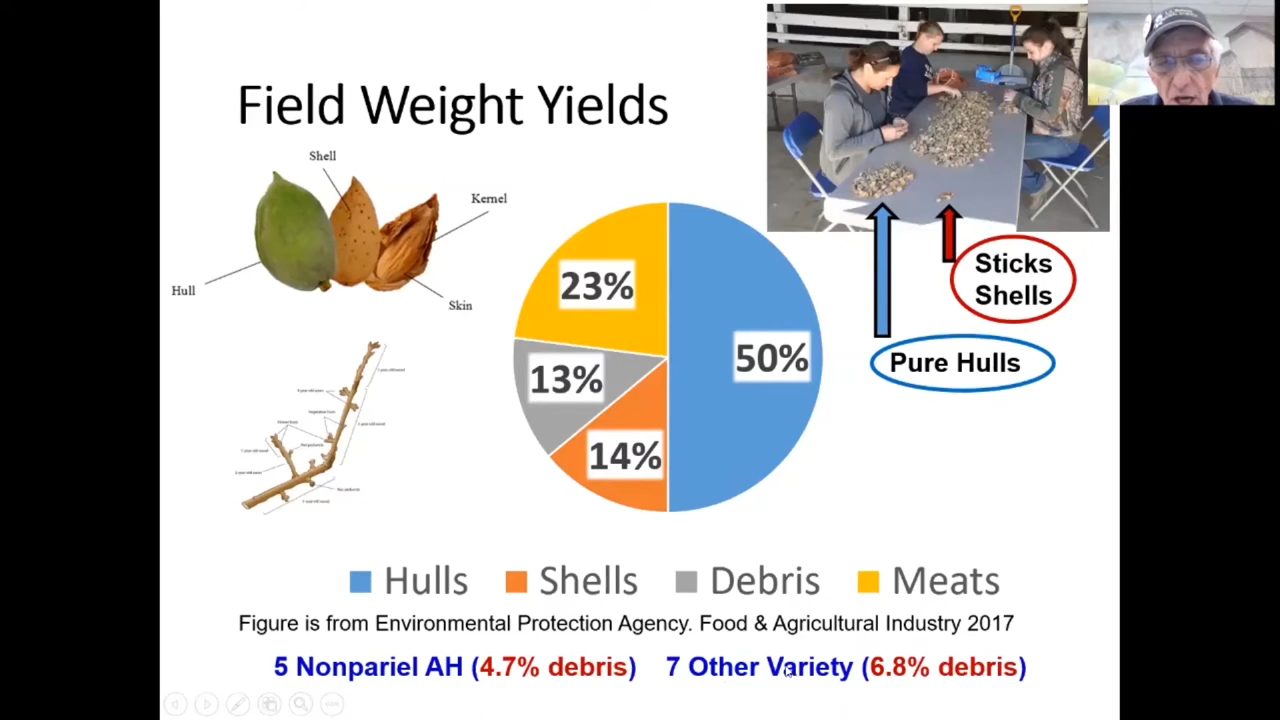 Field Weight Yields
Shell
Kernel
Hull
Skin
23%
50%
13%
14%
Sticks
Shells
Pure Hulls
Hulls Shells Debris Meats
Figure is from Environmental Protection Agency. Food & Agricultural Industry 2017
5 Nonpariel AH (4.7% debris) 7 Other Variety (6.8% debris)